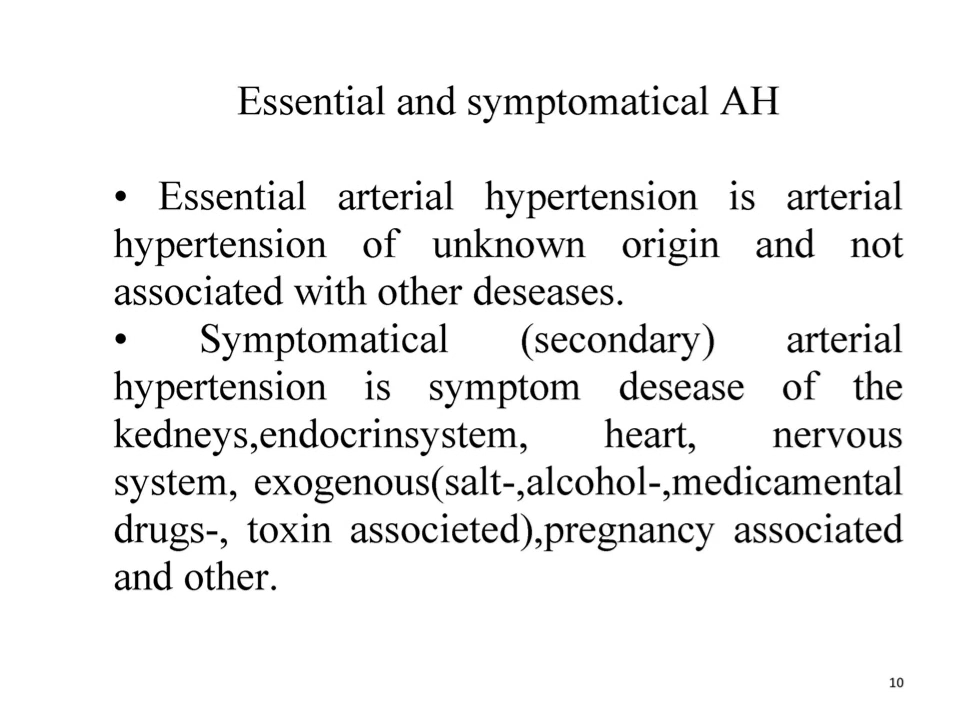 Essential and symptomatical AH
• Essential arterial hypertension is arterial
hypertension of unknown origin and not
associated with other deseases.
• Symptomatical (secondary) arterial
hypertension is symptom desease of the
kedneys,endocrinsystem, heart, nervous
system, exogenous(salt-,alcohol-,medicamental
drugs-, toxin associeted),pregnancy associated
and other.
10